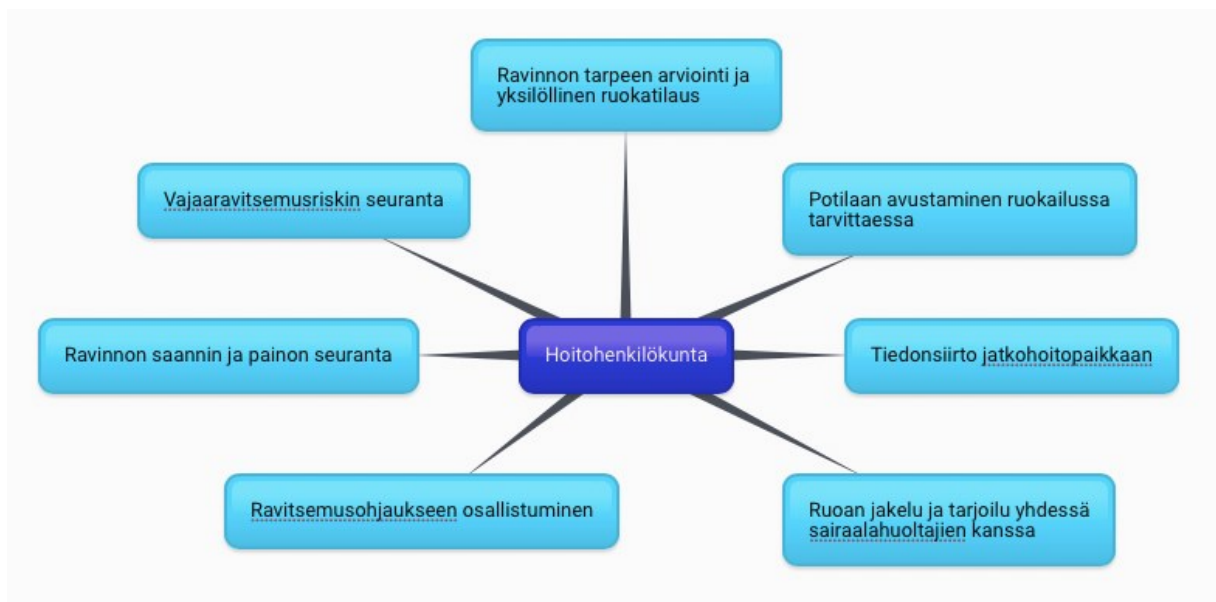 Ravinnon tarpeen arviointi ja
yksilöllinen ruokatilaus
Vajaaravitsemusriskin seuranta
Potilaan avustaminen ruokailussa
tarvittaessa
Ravinnon saannin ja painon seuranta
Hoitohenkilökunta
Tiedonsiirto jatkohoitopaikkaan
Ravitsemusohjaukseen osallistuminen
Ruoan jakelu ja tarjoilu yhdessä
sairaalahuoltajien kanssa